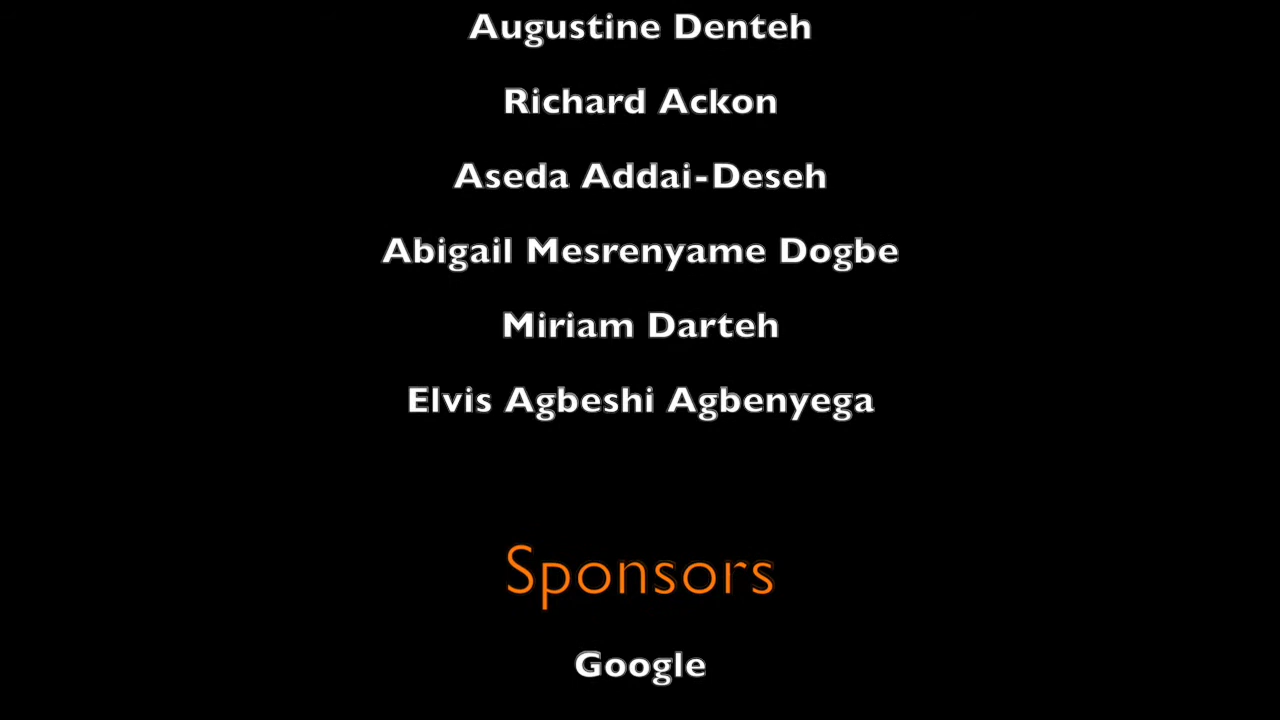 Augustine Denteh
Richard Ackon
Aseda Addai-Deseh
Abigail Mesrenyame Dogbe
Miriam Darteh
Elvis Agbeshi Agbenyega
Sponsors
Google